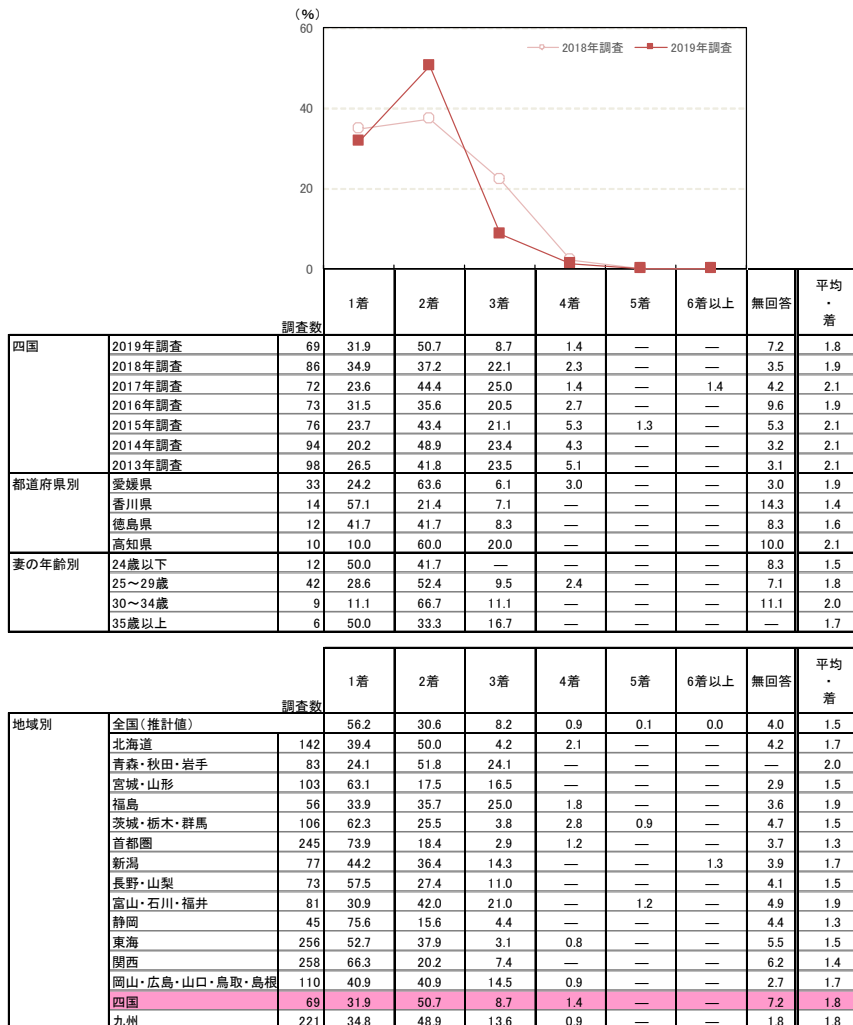 (%)
60
2018年調査 2019年調査
40
20
0
調査数 1着 2着 3着 4着 5着 6着以上 無回答 平均・着
四国 2019年調査 69 31.9 50.7 8.7 1.4 — — 7.2 1.8
2018年調査 86 34.9 37.2 22.1 2.3 — — 3.5 1.9
2017年調査 72 23.6 44.4 25.0 1.4 — 1.4 4.2 2.1
2016年調査 73 31.5 35.6 20.5 2.7 — — 9.6 1.9
2015年調査 76 23.7 43.4 21.1 5.3 1.3 — 5.3 2.1
2014年調査 94 20.2 48.9 23.4 4.3 — — 3.2 2.1
2013年調査 98 26.5 41.8 23.5 5.1 — — 3.1 2.1
都道府県別 愛媛県 33 24.2 63.6 6.1 3.0 — — 3.0 1.9
香川県 14 57.1 21.4 7.1 — — — 14.3 1.4
徳島県 12 41.7 41.7 8.3 — — — 8.3 1.6
高知県 10 10.0 60.0 20.0 — — — 10.0 2.1
妻の年齢別 24歳以下 12 50.0 41.7 — — — — 8.3 1.5
25～29歳 42 28.6 52.4 9.5 2.4 — — 7.1 1.8
30～34歳 9 11.1 66.7 11.1 — — — 11.1 2.0
35歳以上 6 50.0 33.3 16.7 — — — — 1.7
調査数 1着 2着 3着 4着 5着 6着以上 無回答 平均・着
地域別 全国(推計値) 56.2 30.6 8.2 0.9 0.1 0.0 4.0 1.5
北海道 142 39.4 50.0 4.2 2.1 — — 4.2 1.7
青森・秋田・岩手 83 24.1 51.8 24.1 — — — — 2.0
宮城・山形 103 63.1 17.5 16.5 — — — 2.9 1.5
福島 56 33.9 35.7 25.0 1.8 — — 3.6 1.9
茨城・栃木・群馬 106 62.3 25.5 3.8 2.8 0.9 — 4.7 1.5
首都圏 245 73.9 18.4 2.9 1.2 — — 3.7 1.3
新潟 77 44.2 36.4 14.3 — — 1.3 3.9 1.7
長野・山梨 73 57.5 27.4 11.0 — — — 4.1 1.5
富山・石川・福井 81 30.9 42.0 21.0 — 1.2 — 4.9 1.9
静岡 45 75.6 15.6 4.4 — — — 4.4 1.3
東海 256 52.7 37.9 3.1 0.8 — — 5.5 1.5
関西 258 66.3 20.2 7.4 — — — 6.2 1.4
岡山・広島・山口・鳥取・島根 110 40.9 40.9 14.5 0.9 — — 2.7 1.7
四国 69 31.9 50.7 8.7 1.4 — — 7.2 1.8
九州 221 34.8 48.9 13.6 0.9 — — 1.8 1.8